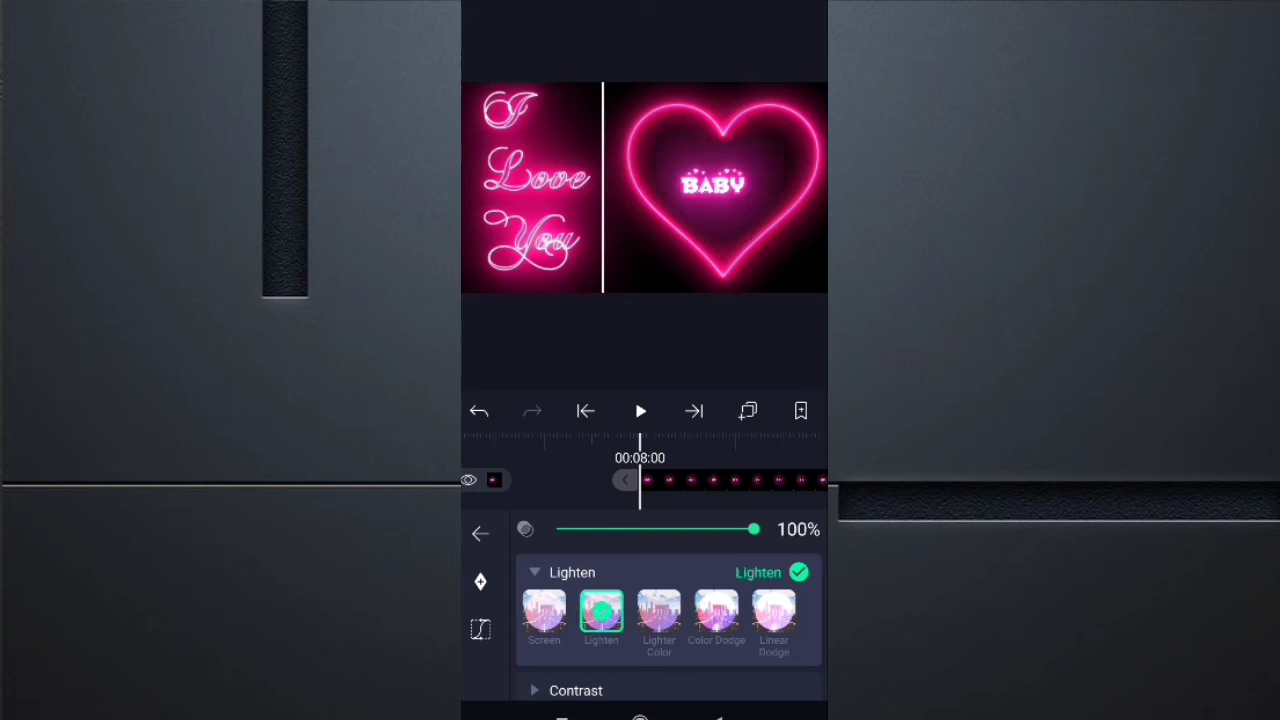 I
Love
You
BABY
00:08:00
100%
Lighten
Lighten
Screen
Lighten
Lighter
Color
Color Dodge
Linear
Dodge
Contrast